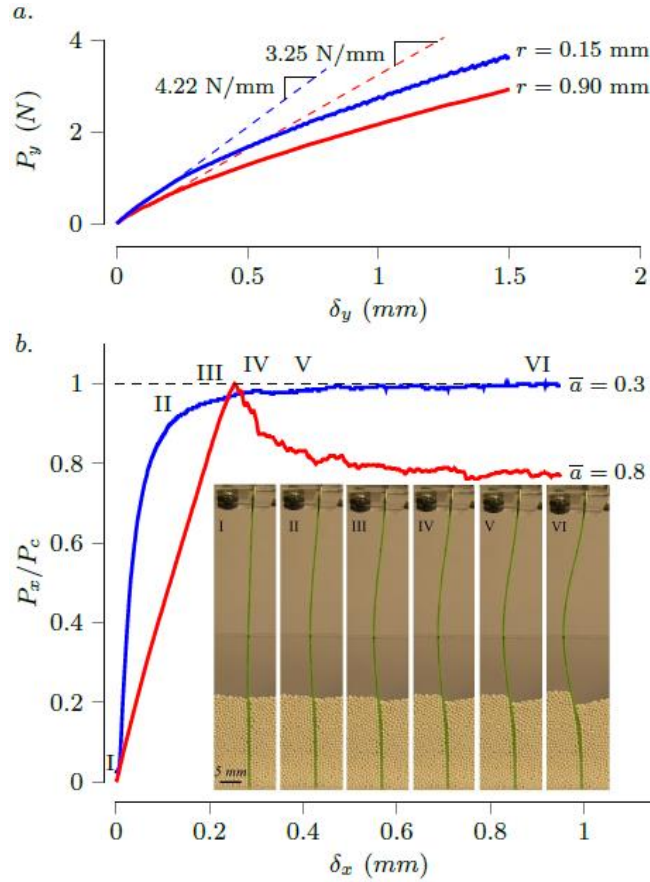 a.
4
3.25 N/mm
r = 0.15 mm
4.22 N/mm
r = 0.90 mm
P_y (N)
2
0
0 0.5 1 1.5 2
δ_y (mm)
b.
1
III IV V VI
a̅ = 0.3
II
0.8
a̅ = 0.8
I II III IV V VI
0.6
P_x/P_c
0.4
0.2
I
5 mm
0
0 0.2 0.4 0.6 0.8 1
δ_x (mm)